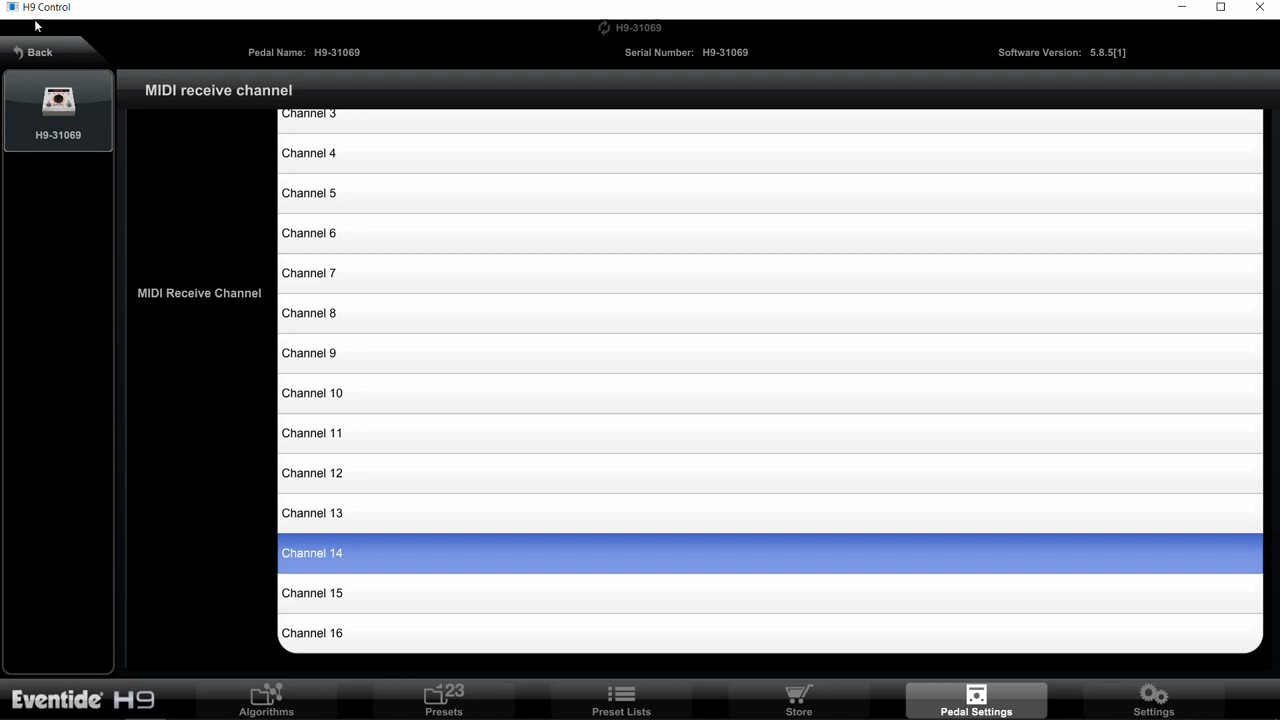 H9 Control
H9-31069
Back
Pedal Name: H9-31069
Serial Number: H9-31069
Software Version: 5.8.5[1]
MIDI receive channel
H9-31069
MIDI Receive Channel
Channel 3
Channel 4
Channel 5
Channel 6
Channel 7
Channel 8
Channel 9
Channel 10
Channel 11
Channel 12
Channel 13
Channel 14
Channel 15
Channel 16
Eventide H9
Algorithms
123
Presets
Preset Lists
Store
Pedal Settings
Settings